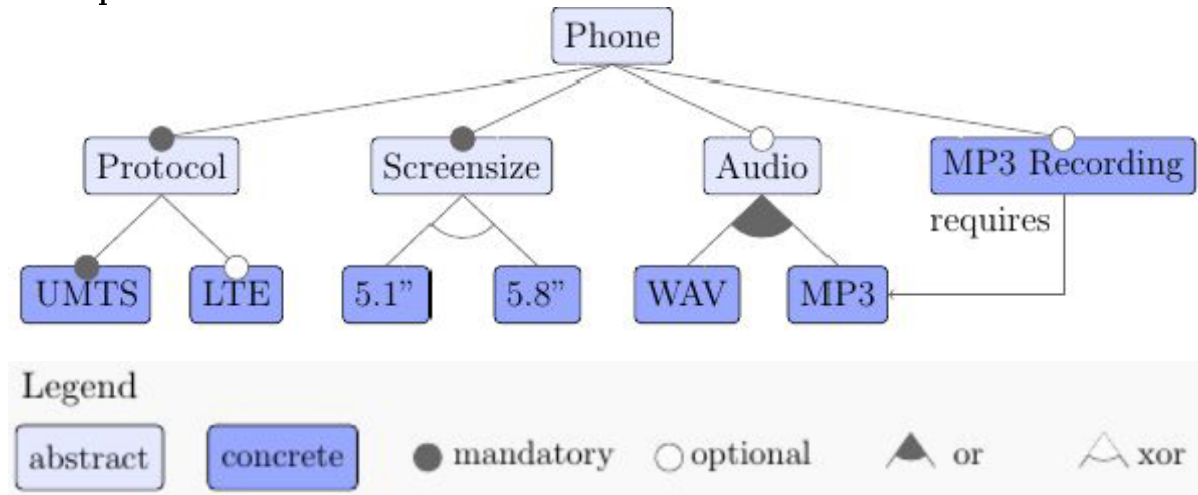 Phone
Protocol Screensize Audio MP3 Recording
requires
UMTS LTE 5.1” 5.8” WAV MP3
Legend
abstract concrete mandatory optional or xor